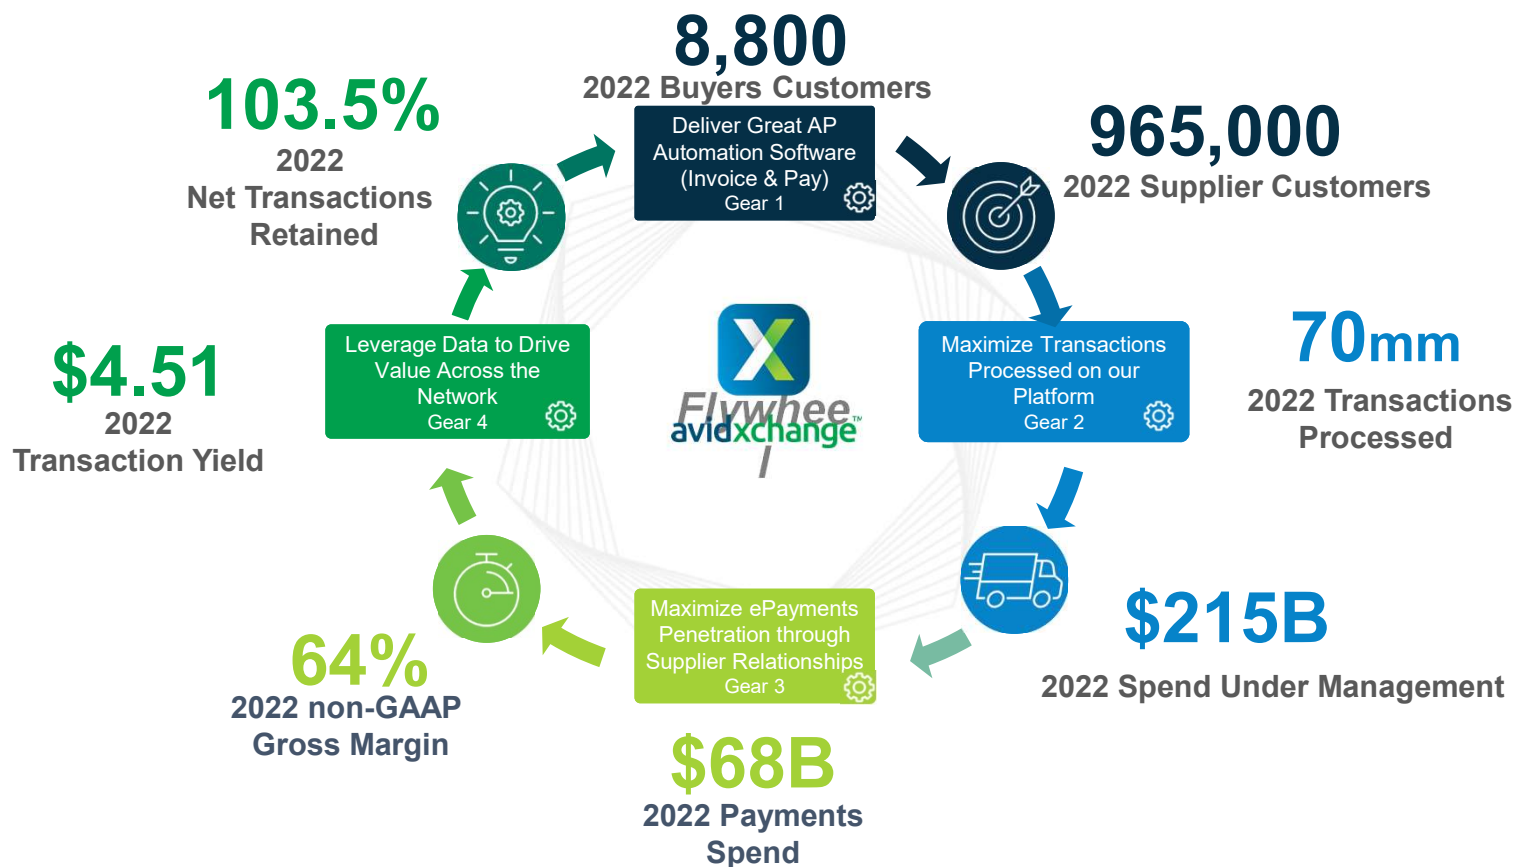 8,800
2022 Buyers Customers
Deliver Great AP
Automation Software
(Invoice & Pay)
Gear 1
965,000
2022 Supplier Customers
Maximize Transactions
Processed on our
Platform
Gear 2
70mm
2022 Transactions
Processed
$215B
2022 Spend Under Management
Maximize ePayments
Penetration through
Supplier Relationships
Gear 3
$68B
2022 Payments
Spend
64%
2022 non-GAAP
Gross Margin
Leverage Data to Drive
Value Across the
Network
Gear 4
$4.51
2022
Transaction Yield
103.5%
2022
Net Transactions
Retained
X
Flywhee
avidxchange™
l